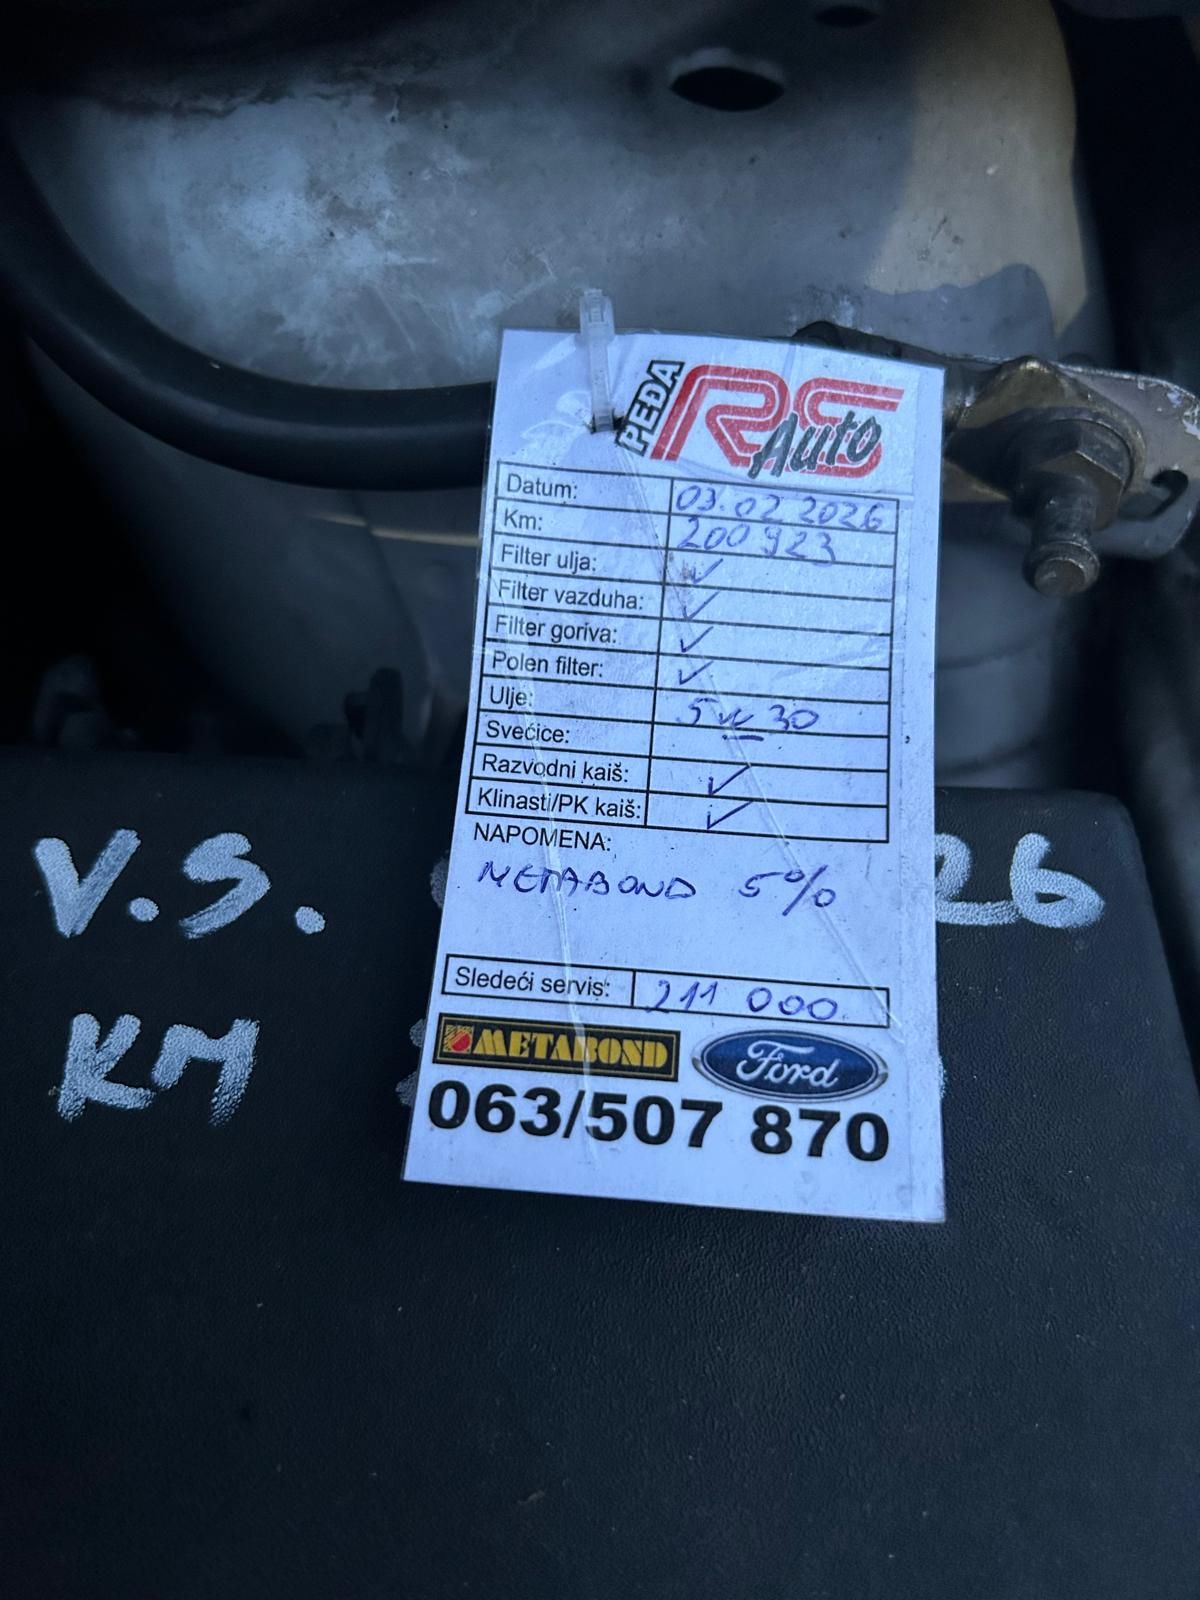 PEĐA RS Auto
Datum: 03.02 2026
Km: 200 923
Filter ulja: ✓
Filter vazduha: ✓
Filter goriva: ✓
Polen filter: ✓
Ulje: 5w30
Svećice:
Razvodni kaiš: ✓
Klinasti/PK kaiš: ✓
NAPOMENA:
METABOND 5%
Sledeći servis: 211 000
METABOND Ford
063/507 870
V.S. 26
KM